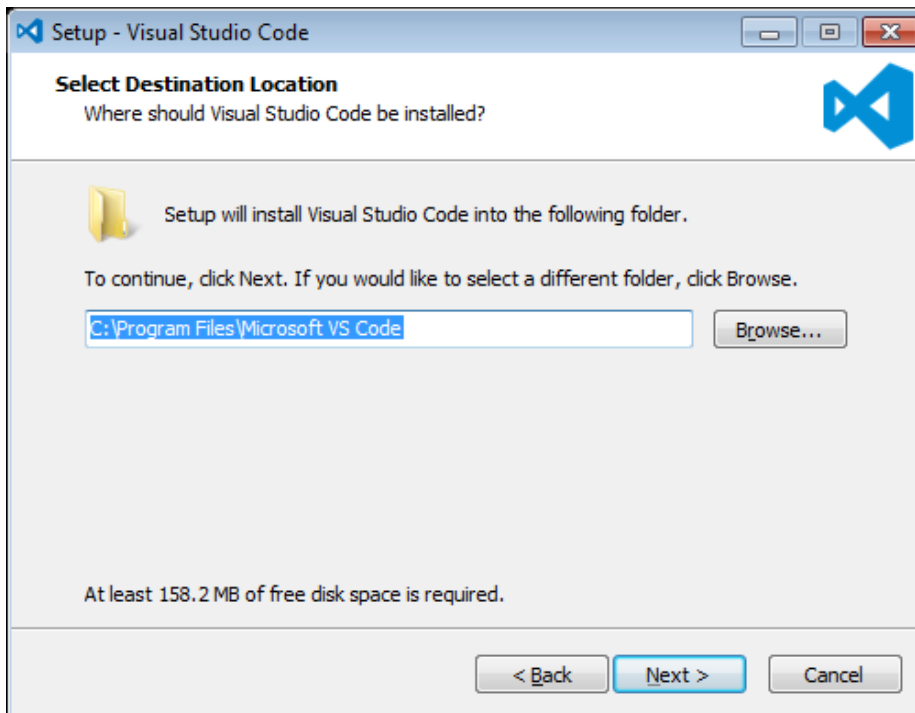 Setup - Visual Studio Code
Select Destination Location
Where should Visual Studio Code be installed?
Setup will install Visual Studio Code into the following folder.
To continue, click Next. If you would like to select a different folder, click Browse.
C:\Program Files\Microsoft VS Code
Browse...
At least 158.2 MB of free disk space is required.
< Back
Next >
Cancel